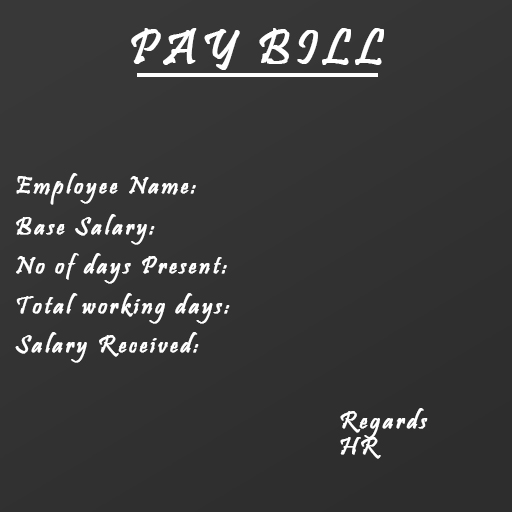 PAY BILL
Employee Name:
Base Salary:
No of days Present:
Total working days:
Salary Received:
Regards
HR